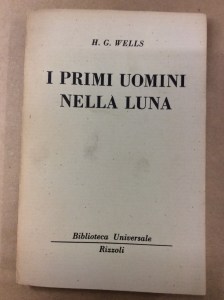 H. G. WELLS
I PRIMI UOMINI
NELLA LUNA
Biblioteca Universale
Rizzoli